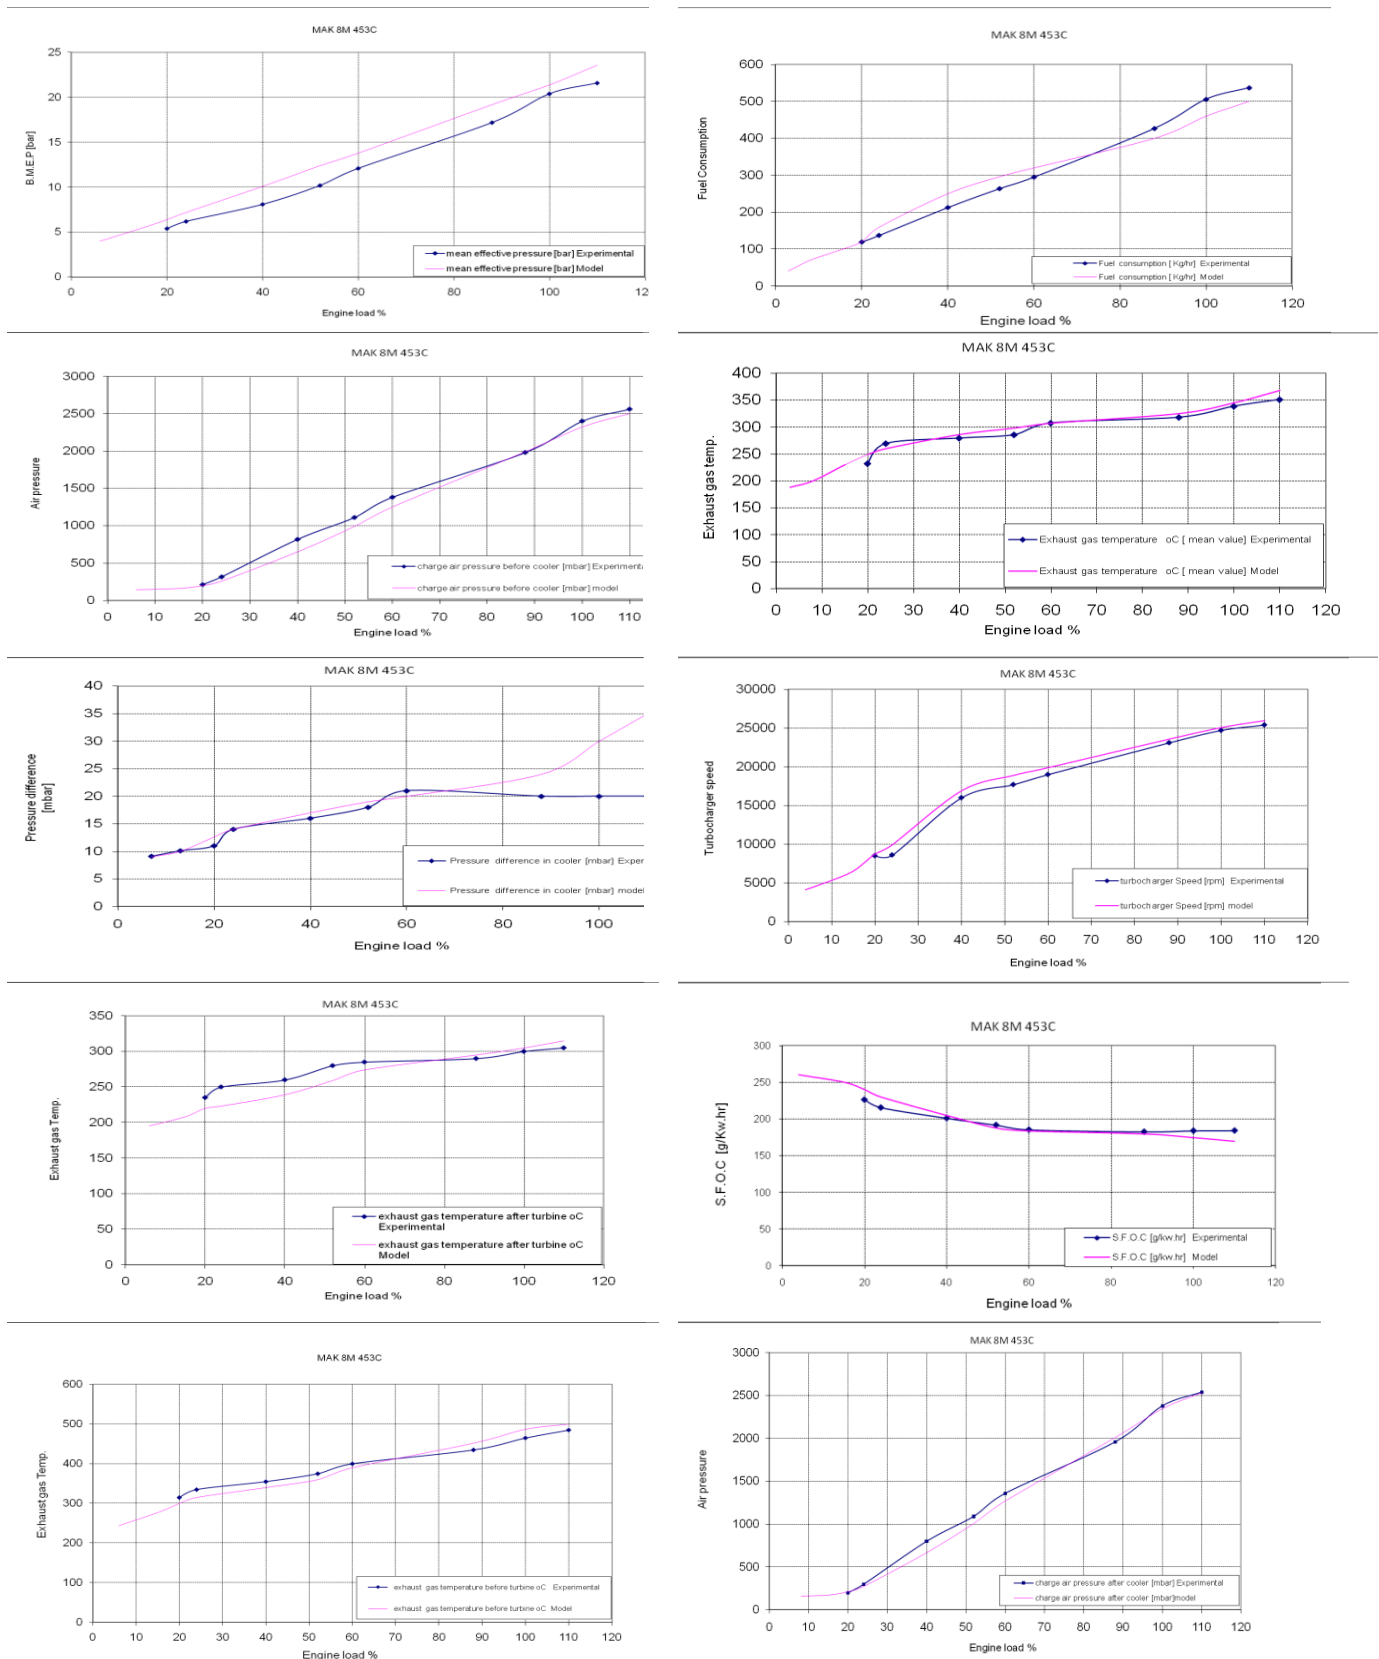 MAK 8M 453C
B.M.E.P [bar]
25
20
15
10
5
0
mean effective pressure [bar] Experimental
mean effective pressure [bar] Model
0 20 40 60 80 100 12
Engine load %
MAK 8M 453C
Fuel Consumption
600
500
400
300
200
100
0
Fuel consumption [ Kg/hr] Experimental
Fuel consumption [ Kg/hr] Model
0 20 40 60 80 100 120
Engine load %
MAK 8M 453C
Air pressure
3000
2500
2000
1500
1000
500
0
charge air pressure before cooler [mbar] Experimenta
charge air pressure before cooler [mbar] model
0 10 20 30 40 50 60 70 80 90 100 110
Engine load %
MAK 8M 453C
Exhaust gas temp.
400
350
300
250
200
150
100
50
0
Exhaust gas temperature oC [ mean value] Experimental
Exhaust gas temperature oC [ mean value] Model
0 10 20 30 40 50 60 70 80 90 100 110 120
Engine load %
MAK 8M 453C
Pressure difference
[mbar]
40
35
30
25
20
15
10
5
0
Pressure difference in cooler [mbar] Exper
Pressure difference in cooler [mbar] model
0 20 40 60 80 100
Engine load %
MAK 8M 453C
Turbocharger speed
30000
25000
20000
15000
10000
5000
0
turbocharger Speed [rpm] Experimental
turbocharger Speed [rpm] model
0 10 20 30 40 50 60 70 80 90 100 110 120
Engine load %
MAK 8M 453C
Exhaust gas Temp.
350
300
250
200
150
100
50
0
exhaust gas temperature after turbine oC
Experimental
exhaust gas temperature after turbine oC
Model
0 20 40 60 80 100 120
Engine load %
MAK 8M 453C
S.F.O.C [g/Kw.hr]
300
250
200
150
100
50
0
S.F.O.C [g/kw.hr] Experimental
S.F.O.C [g/kw.hr] Model
0 20 40 60 80 100 120
Engine load %
MAK 8M 453C
Exhaust gas Temp.
600
500
400
300
200
100
0
exhaust gas temperature before turbine oC Experimental
exhaust gas temperature before turbine oC Model
0 10 20 30 40 50 60 70 80 90 100 110 120
Engine load %
MAK 8M 453C
Air pressure
3000
2500
2000
1500
1000
500
0
charge air pressure after cooler [mbar] Experimental
charge air pressure after cooler [mbar]model
0 10 20 30 40 50 60 70 80 90 100 110 120
Engine load %